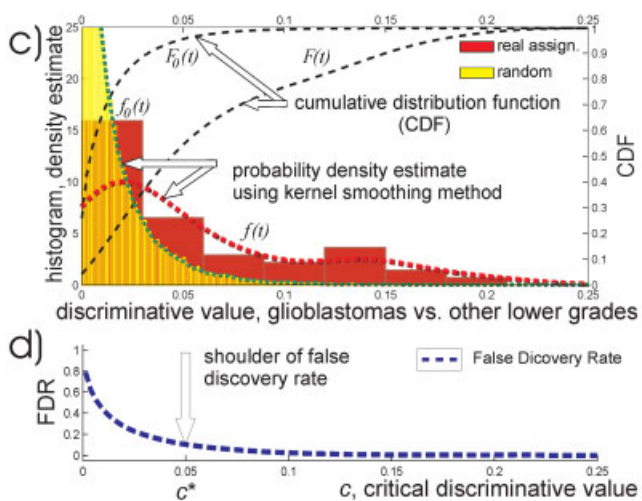 c)
0 0.05 0.1 0.15 0.2 0.25
25
20
15
10
5
0
histogram, density estimate
F₀(t)
F(t)
real assign.
random
f₀(t)
cumulative distribution function
(CDF)
probability density estimate
using kernel smoothing method
f(t)
1
0.9
0.8
0.7
0.6
0.5
0.4
0.3
0.2
0.1
0
CDF
0.05 0.1 0.15 0.2 0.25
discriminative value, glioblastomas vs. other lower grades
d)
FDR
1
0.8
0.6
0.4
0.2
0
shoulder of false
discovery rate
False Dicovery Rate
0 0.05 0.1 0.15 0.2 0.25
c* c, critical discriminative value